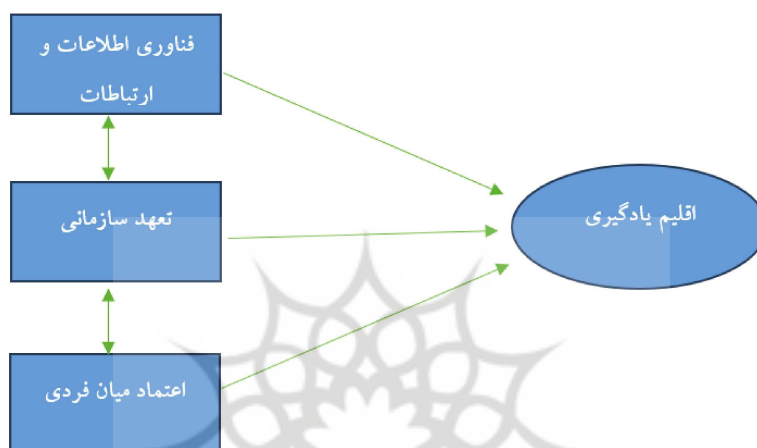 فناوری اطلاعات و
ارتباطات
تعهد سازمانی
اقلیم یادگیری
اعتماد میان فردی